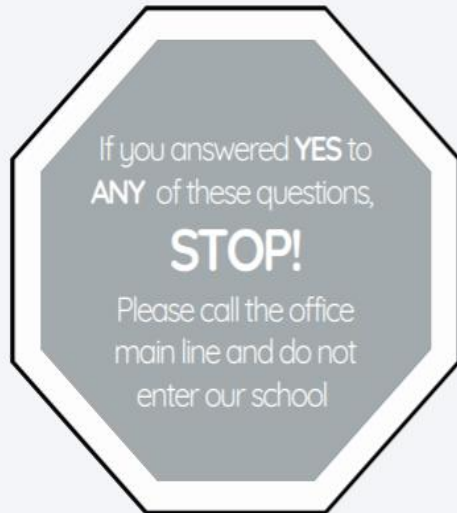 If you answered YES to
ANY of these questions,
STOP!
Please call the office
main line and do not
enter our school